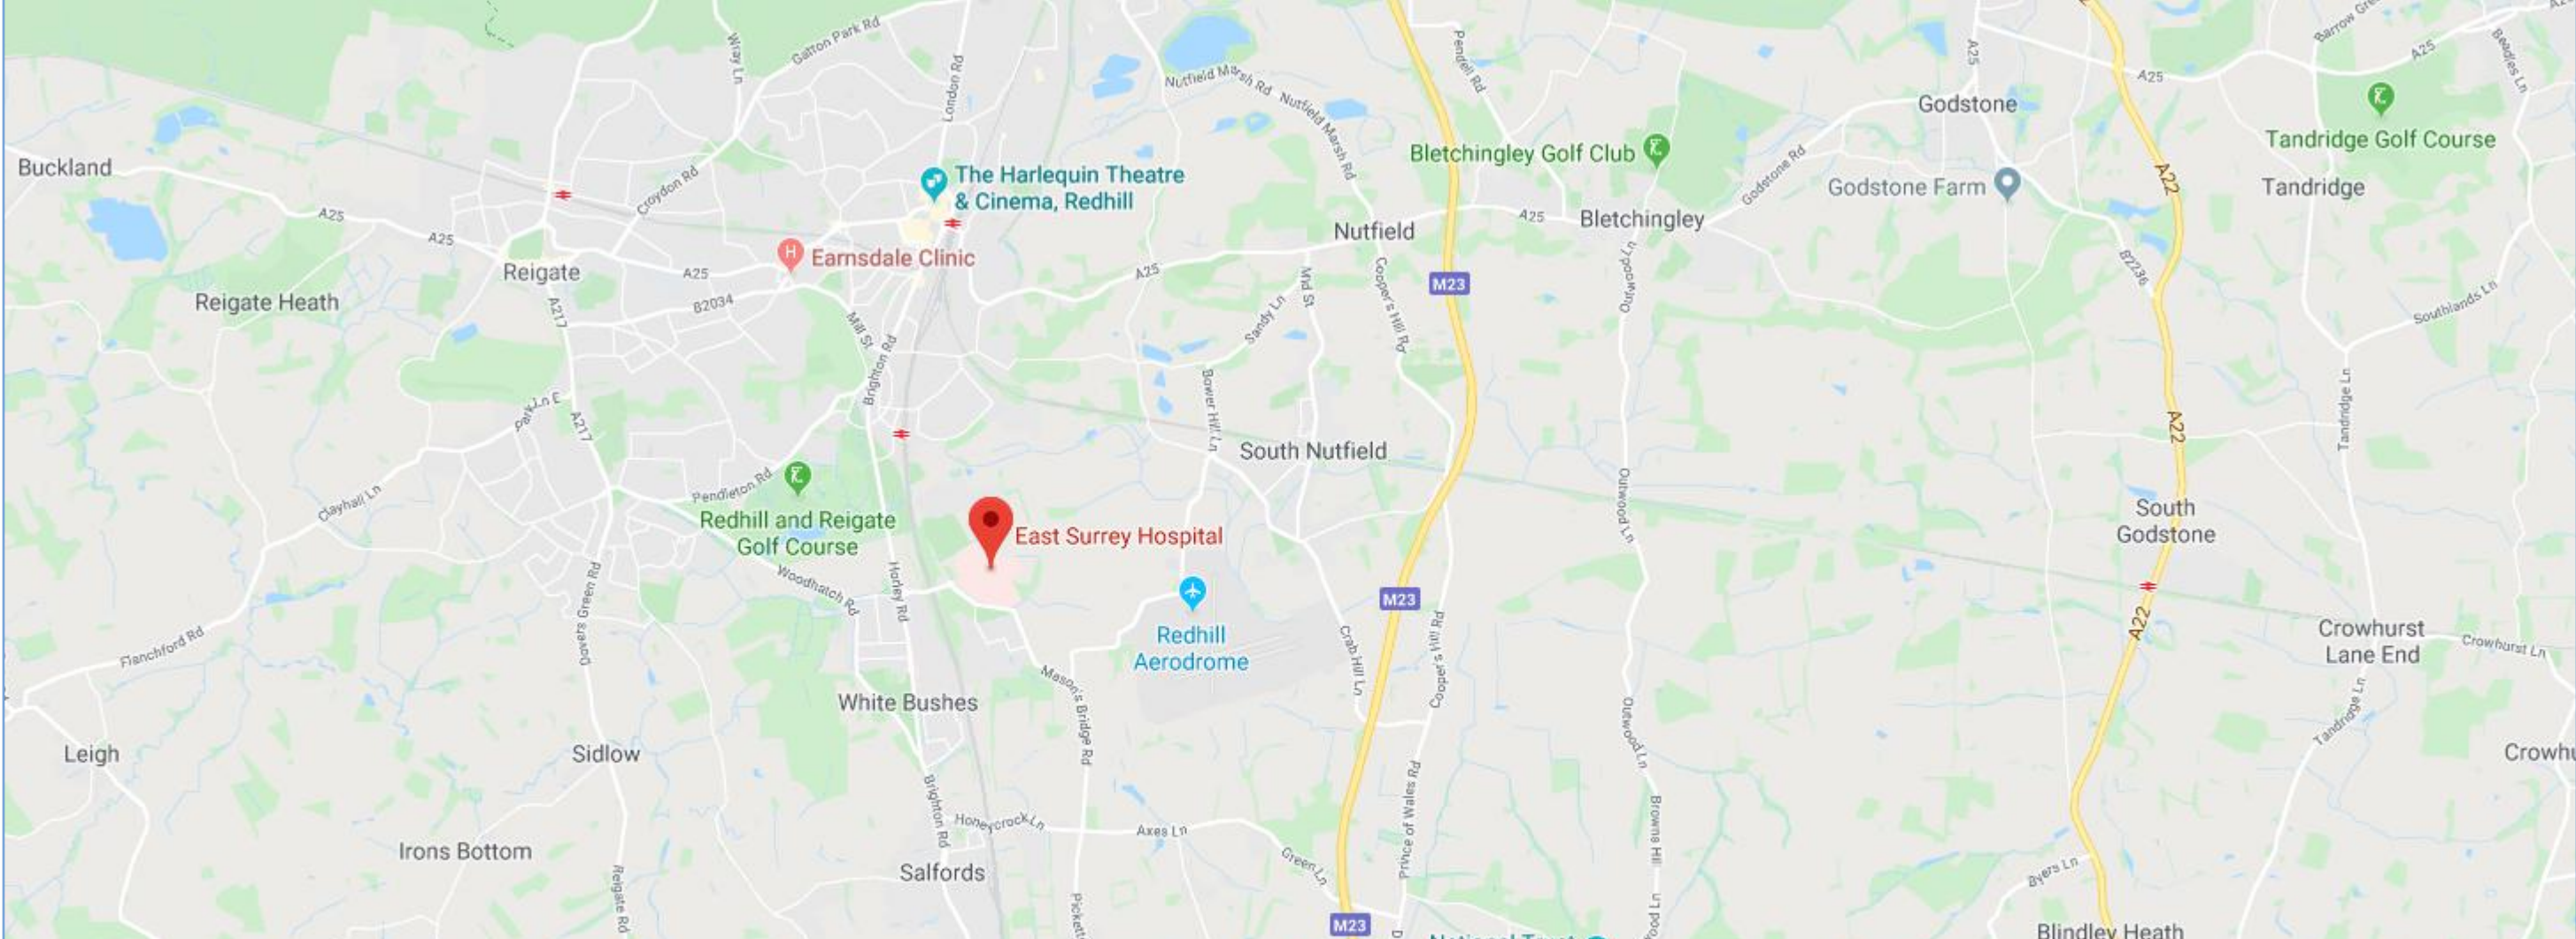 Wray Ln
Gatton Park Rd
London Rd
Nutfield Marsh Rd
Nutfield Marsh Rd
Pendell Rd
A25
A25
A25
Beadles Ln
Godstone
Tandridge Golf Course
Buckland
Croydon Rd
The Harlequin Theatre
& Cinema, Redhill
Bletchingley Golf Club
Godstone Rd
Godstone Farm
A22
Tandridge
A25
A25
Reigate
A25
Earnsdale Clinic
A25
Nutfield
A25
Bletchingley
B2236
Reigate Heath
A217
B2034
Mill St
Brighton Rd
Sandy Ln
Mid St
Cooper's Hill Rd
M23
Outwood Ln
Southlands Ln
Park Ln E
A217
Bower Hill Ln
A22
Tandridge Ln
Clayhall Ln
Pendleton Rd
South Nutfield
Outwood Ln
South
Godstone
Redhill and Reigate
Golf Course
East Surrey Hospital
Woodhatch Rd
Horley Rd
M23
Flanchford Rd
Dovers Green Rd
Redhill
Aerodrome
Crab Hill Ln
Cooper's Hill Rd
A22
Crowhurst
Lane End
Crowhurst Ln
White Bushes
Mason's Bridge Rd
Outwood Ln
Tandridge Ln
Leigh
Sidlow
Brighton Rd
Honeycrock Ln
Axes Ln
Green Ln
Prince of Wales Rd
Browns Hill
Irons Bottom
Reigate Rd
Salfords
Byers Ln
M23
Blindley Heath